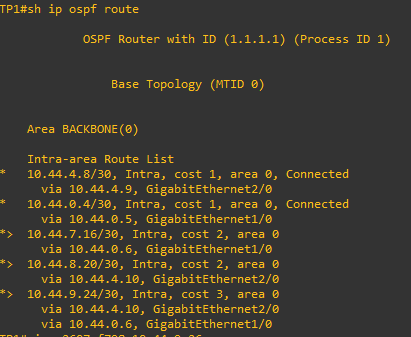 TP1#sh ip ospf route
OSPF Router with ID (1.1.1.1) (Process ID 1)
Base Topology (MTID 0)
Area BACKBONE(0)
Intra-area Route List
*   10.44.4.8/30, Intra, cost 1, area 0, Connected
via 10.44.4.9, GigabitEthernet2/0
*   10.44.0.4/30, Intra, cost 1, area 0, Connected
via 10.44.0.5, GigabitEthernet1/0
*>  10.44.7.16/30, Intra, cost 2, area 0
via 10.44.0.6, GigabitEthernet1/0
*>  10.44.8.20/30, Intra, cost 2, area 0
via 10.44.4.10, GigabitEthernet2/0
*>  10.44.9.24/30, Intra, cost 3, area 0
via 10.44.4.10, GigabitEthernet2/0
via 10.44.0.6, GigabitEthernet1/0